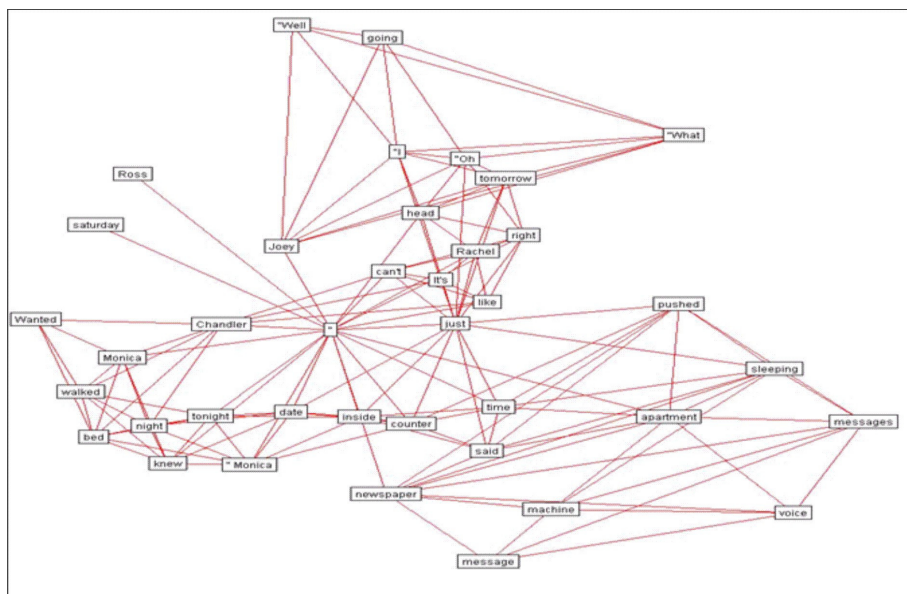 "Well
going
"What
"I
"Oh
Ross
tomorrow
head
saturday
right
Joey
Rachel
can't
It's
like
pushed
Wanted
Chandler
"
just
Monica
sleeping
walked
tonight
date
inside
time
apartment
night
counter
messages
bed
said
knew
" Monica
newspaper
machine
voice
message